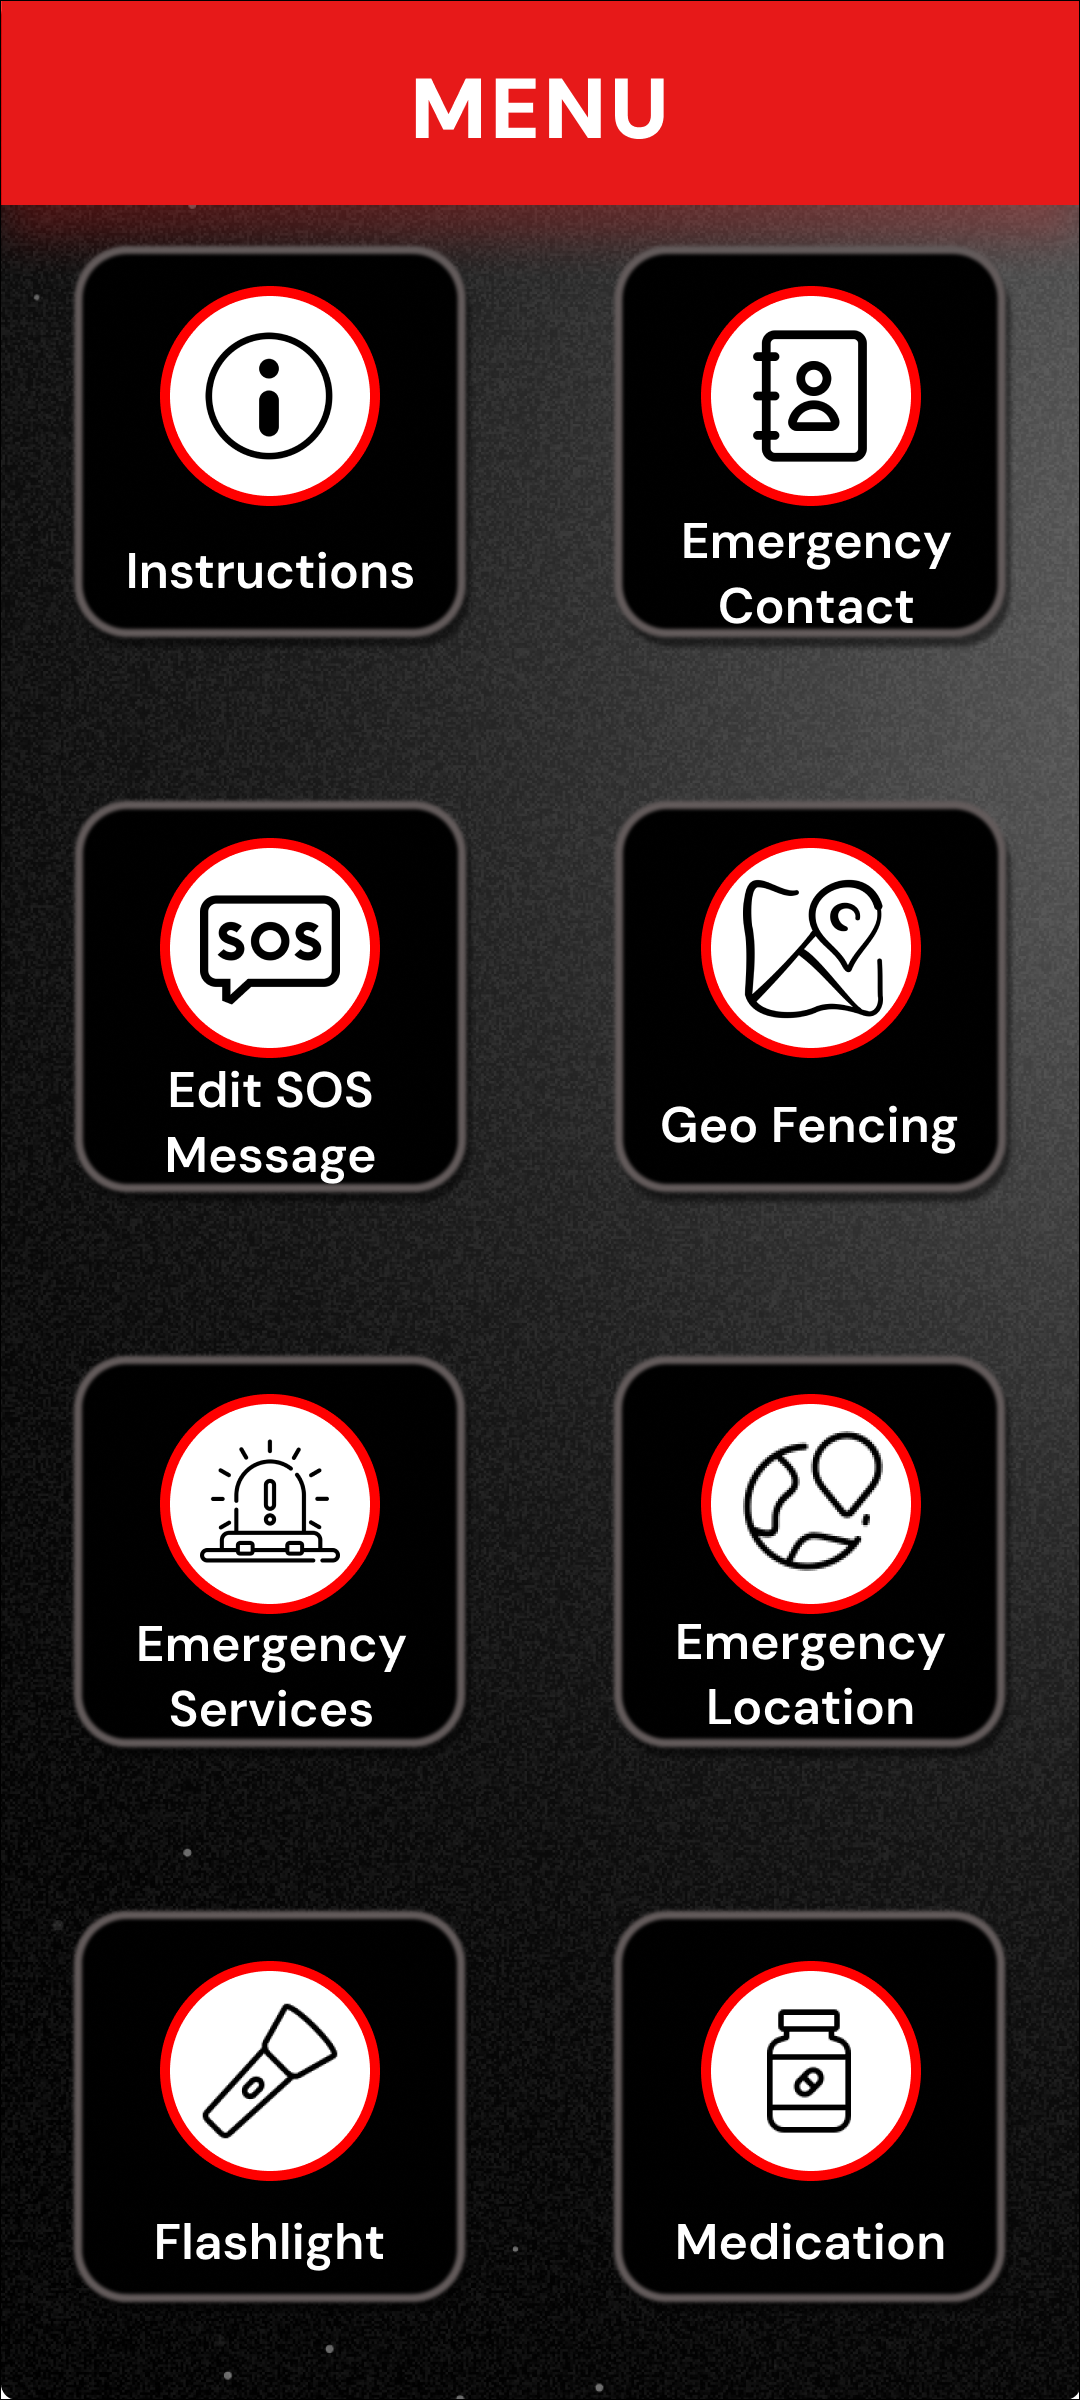 MENU
Instructions
Emergency
Contact
SOS
Edit SOS
Message
Geo Fencing
Emergency
Services
Emergency
Location
Flashlight
Medication